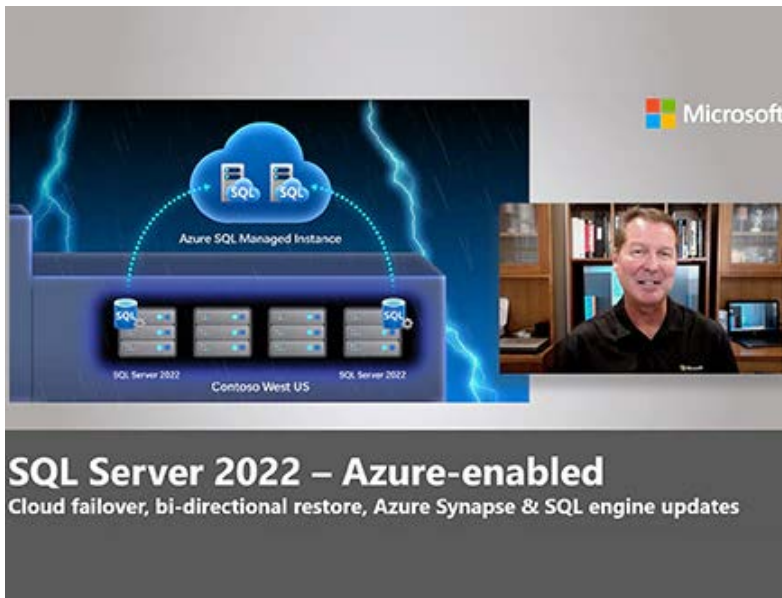 Microsoft
SQL SQL
Azure SQL Managed Instance
SQL SQL
SQL Server 2022 SQL Server 2022
Contoso West US
SQL Server 2022 – Azure-enabled
Cloud failover, bi-directional restore, Azure Synapse & SQL engine updates